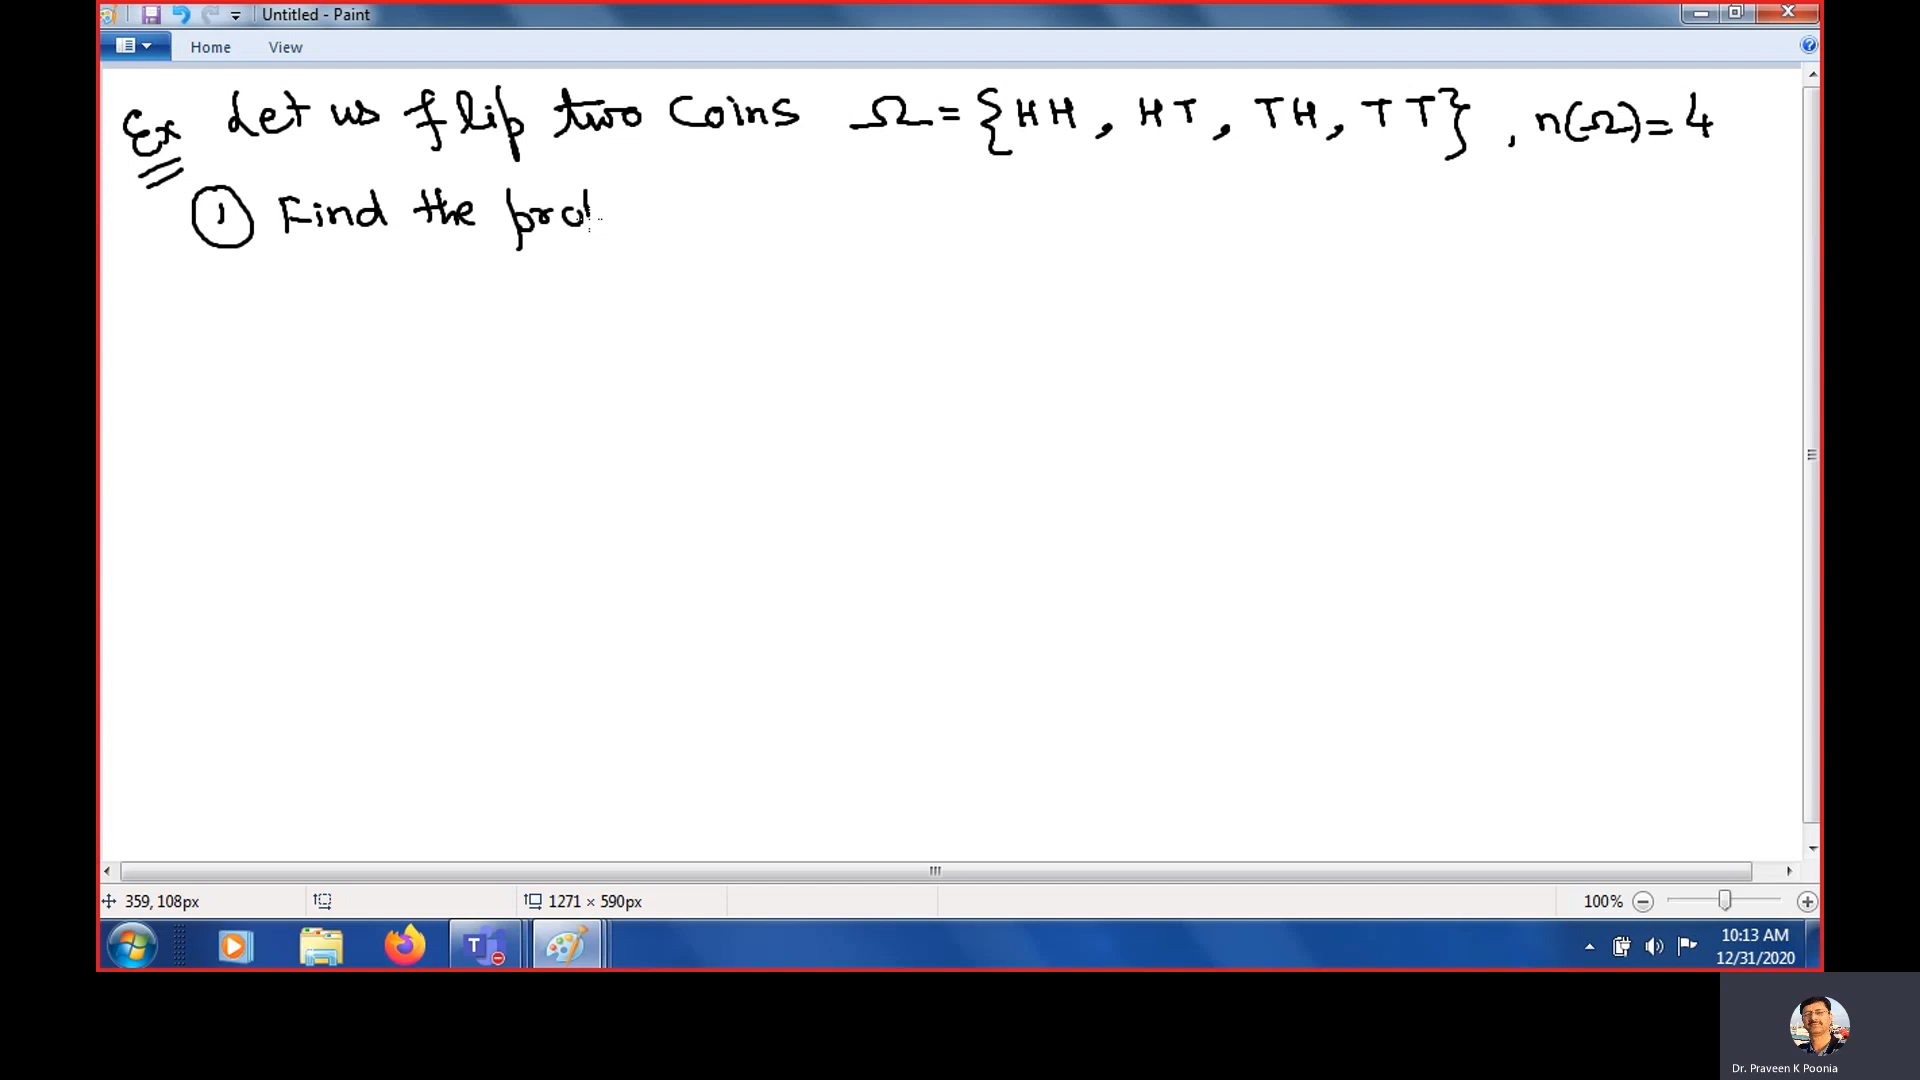 Untitled - Paint
Home View
Ex Let us flip two Coins Ω = {HH, HT, TH, TT}, n(Ω) = 4
① Find the prob
359, 108px
1271 × 590px
100%
T
10:13 AM
12/31/2020
Dr. Praveen K Poonia